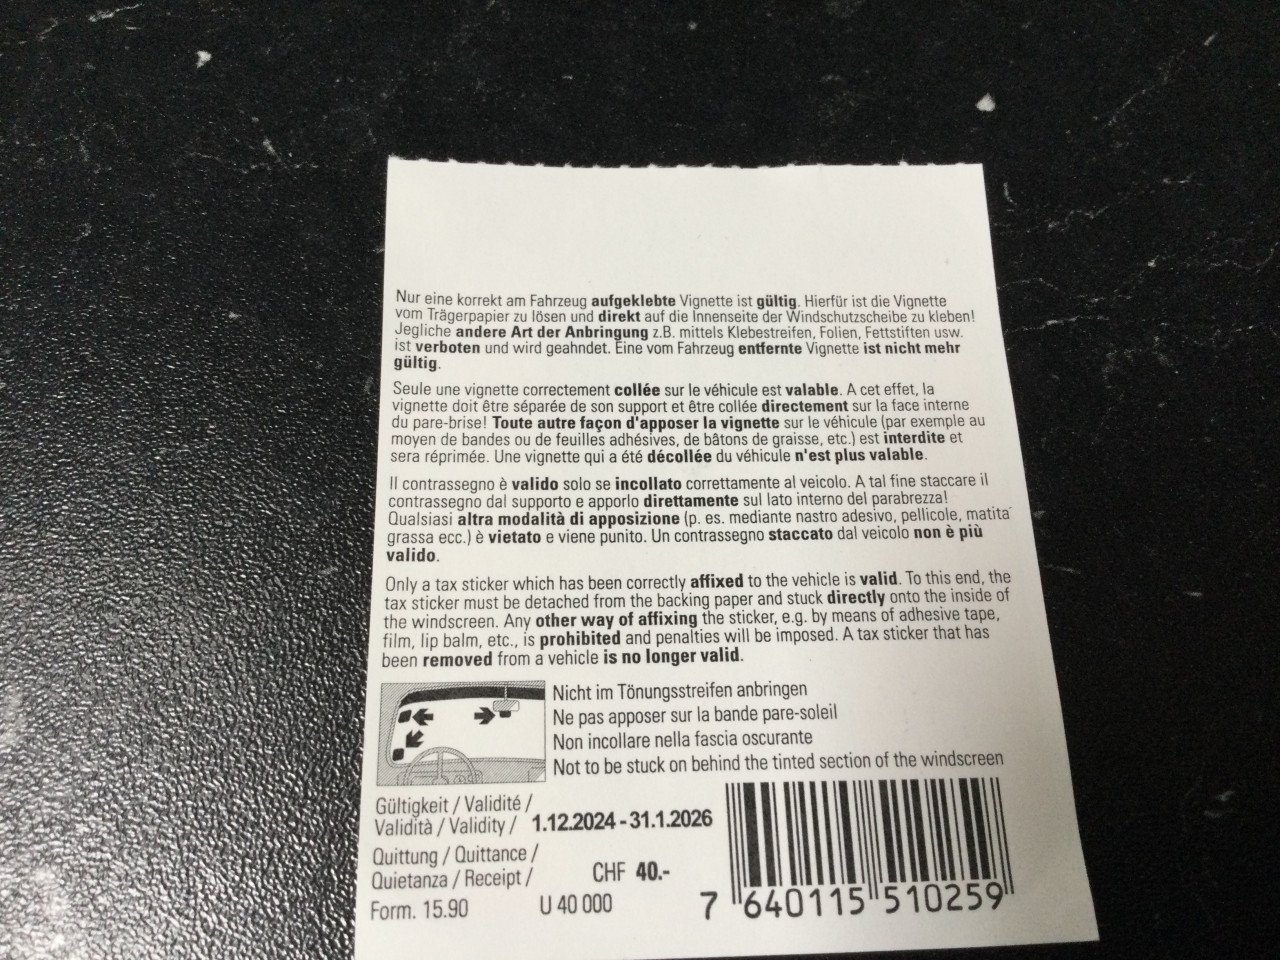 Nur eine korrekt am Fahrzeug aufgeklebte Vignette ist gültig. Hierfür ist die Vignette
vom Trägerpapier zu lösen und direkt auf die Innenseite der Windschutzscheibe zu kleben!
Jegliche andere Art der Anbringung z.B. mittels Klebestreifen, Folien, Fettstiften usw.
ist verboten und wird geahndet. Eine vom Fahrzeug entfernte Vignette ist nicht mehr
gültig.
Seule une vignette correctement collée sur le véhicule est valable. A cet effet, la
vignette doit être séparée de son support et être collée directement sur la face interne
du pare-brise! Toute autre façon d'apposer la vignette sur le véhicule (par exemple au
moyen de bandes ou de feuilles adhésives, de bâtons de graisse, etc.) est interdite et
sera réprimée. Une vignette qui a été décollée du véhicule n'est plus valable.
Il contrassegno è valido solo se incollato correttamente al veicolo. A tal fine staccare il
contrassegno dal supporto e apporlo direttamente sul lato interno del parabrezza!
Qualsiasi altra modalità di apposizione (p. es. mediante nastro adesivo, pellicole, matita
grassa ecc.) è vietato e viene punito. Un contrassegno staccato dal veicolo non è più
valido.
Only a tax sticker which has been correctly affixed to the vehicle is valid. To this end, the
tax sticker must be detached from the backing paper and stuck directly onto the inside of
the windscreen. Any other way of affixing the sticker, e.g. by means of adhesive tape,
film, lip balm, etc., is prohibited and penalties will be imposed. A tax sticker that has
been removed from a vehicle is no longer valid.
Nicht im Tönungsstreifen anbringen
Ne pas apposer sur la bande pare-soleil
Non incollare nella fascia oscurante
Not to be stuck on behind the tinted section of the windscreen
Gültigkeit / Validité /
Validità / Validity / 1.12.2024 - 31.1.2026
Quittung / Quittance /
Quietanza / Receipt / CHF 40.-
Form. 15.90 U 40 000
7 640115 510259